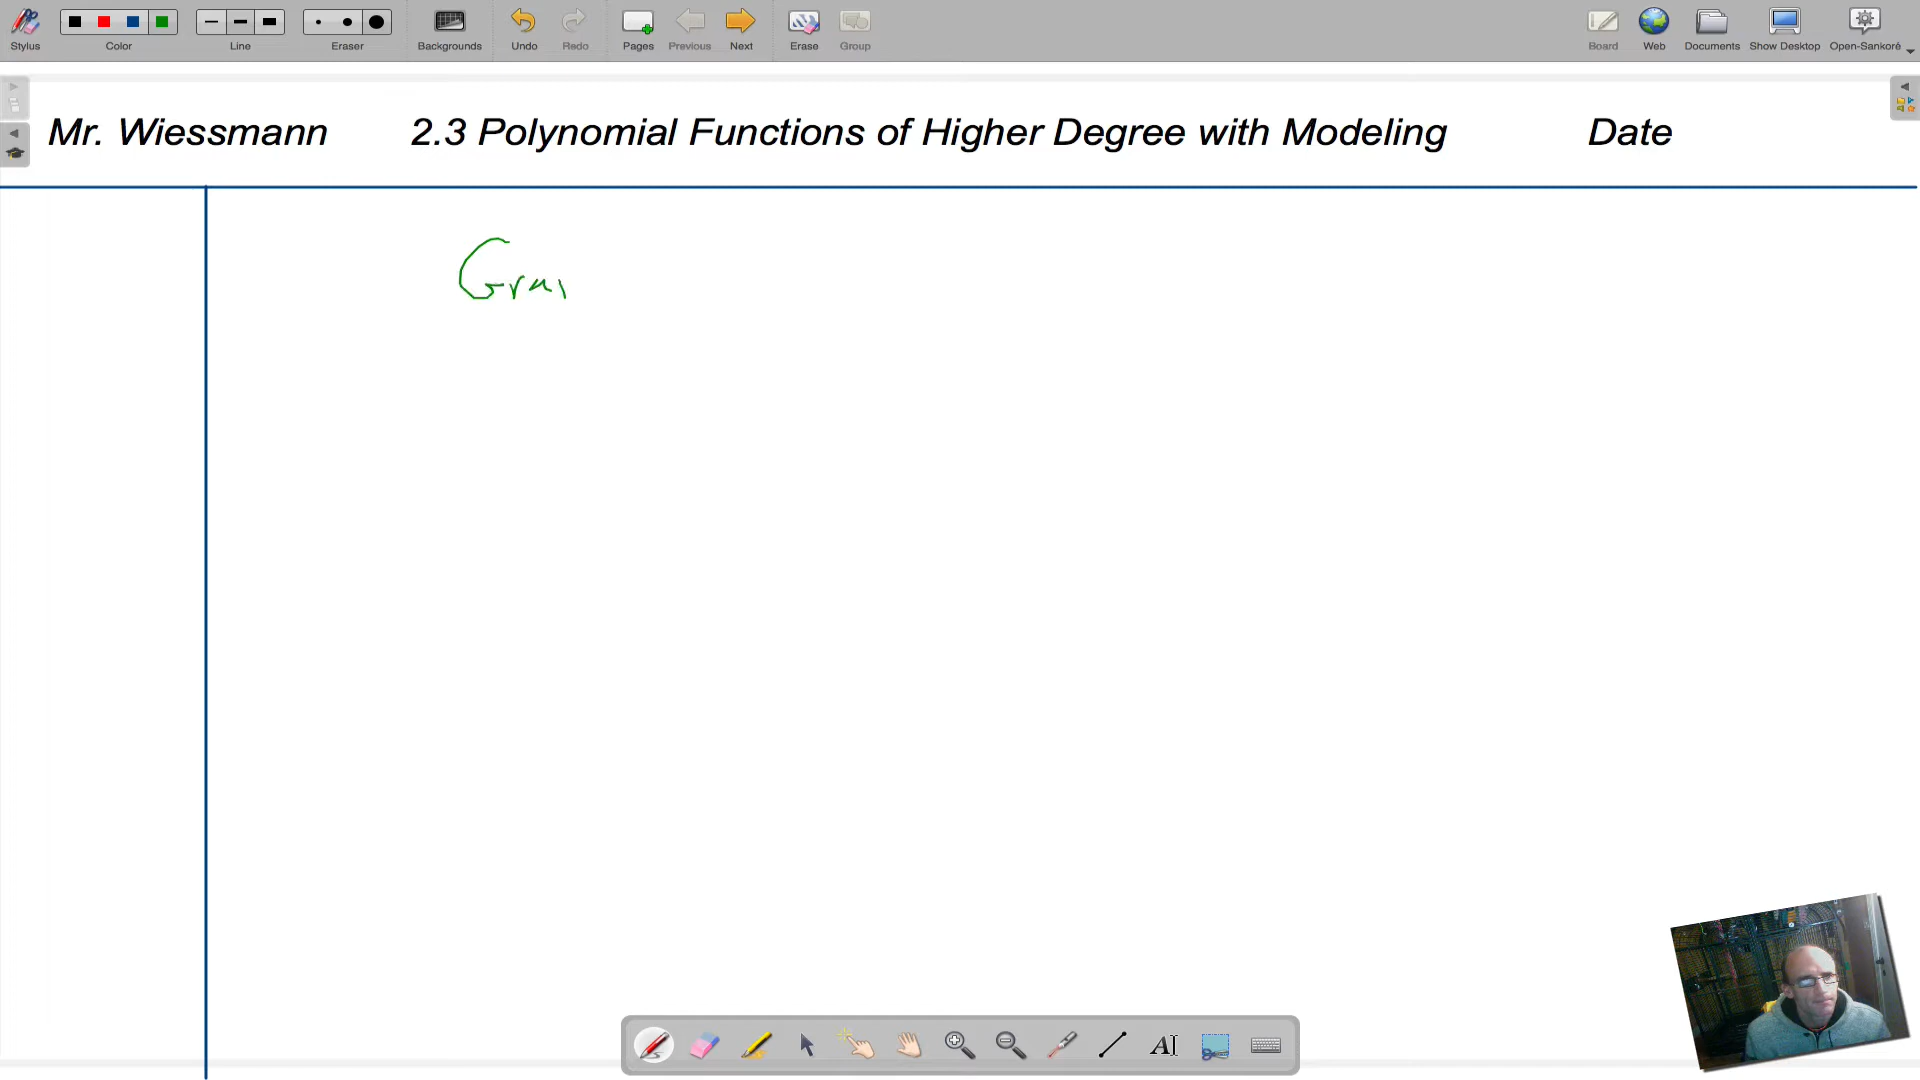 Stylus Color Line Eraser Backgrounds Undo Redo Pages Previous Next Erase Group Board Web Documents Show Desktop Open-Sankoré
Mr. Wiessmann 2.3 Polynomial Functions of Higher Degree with Modeling Date